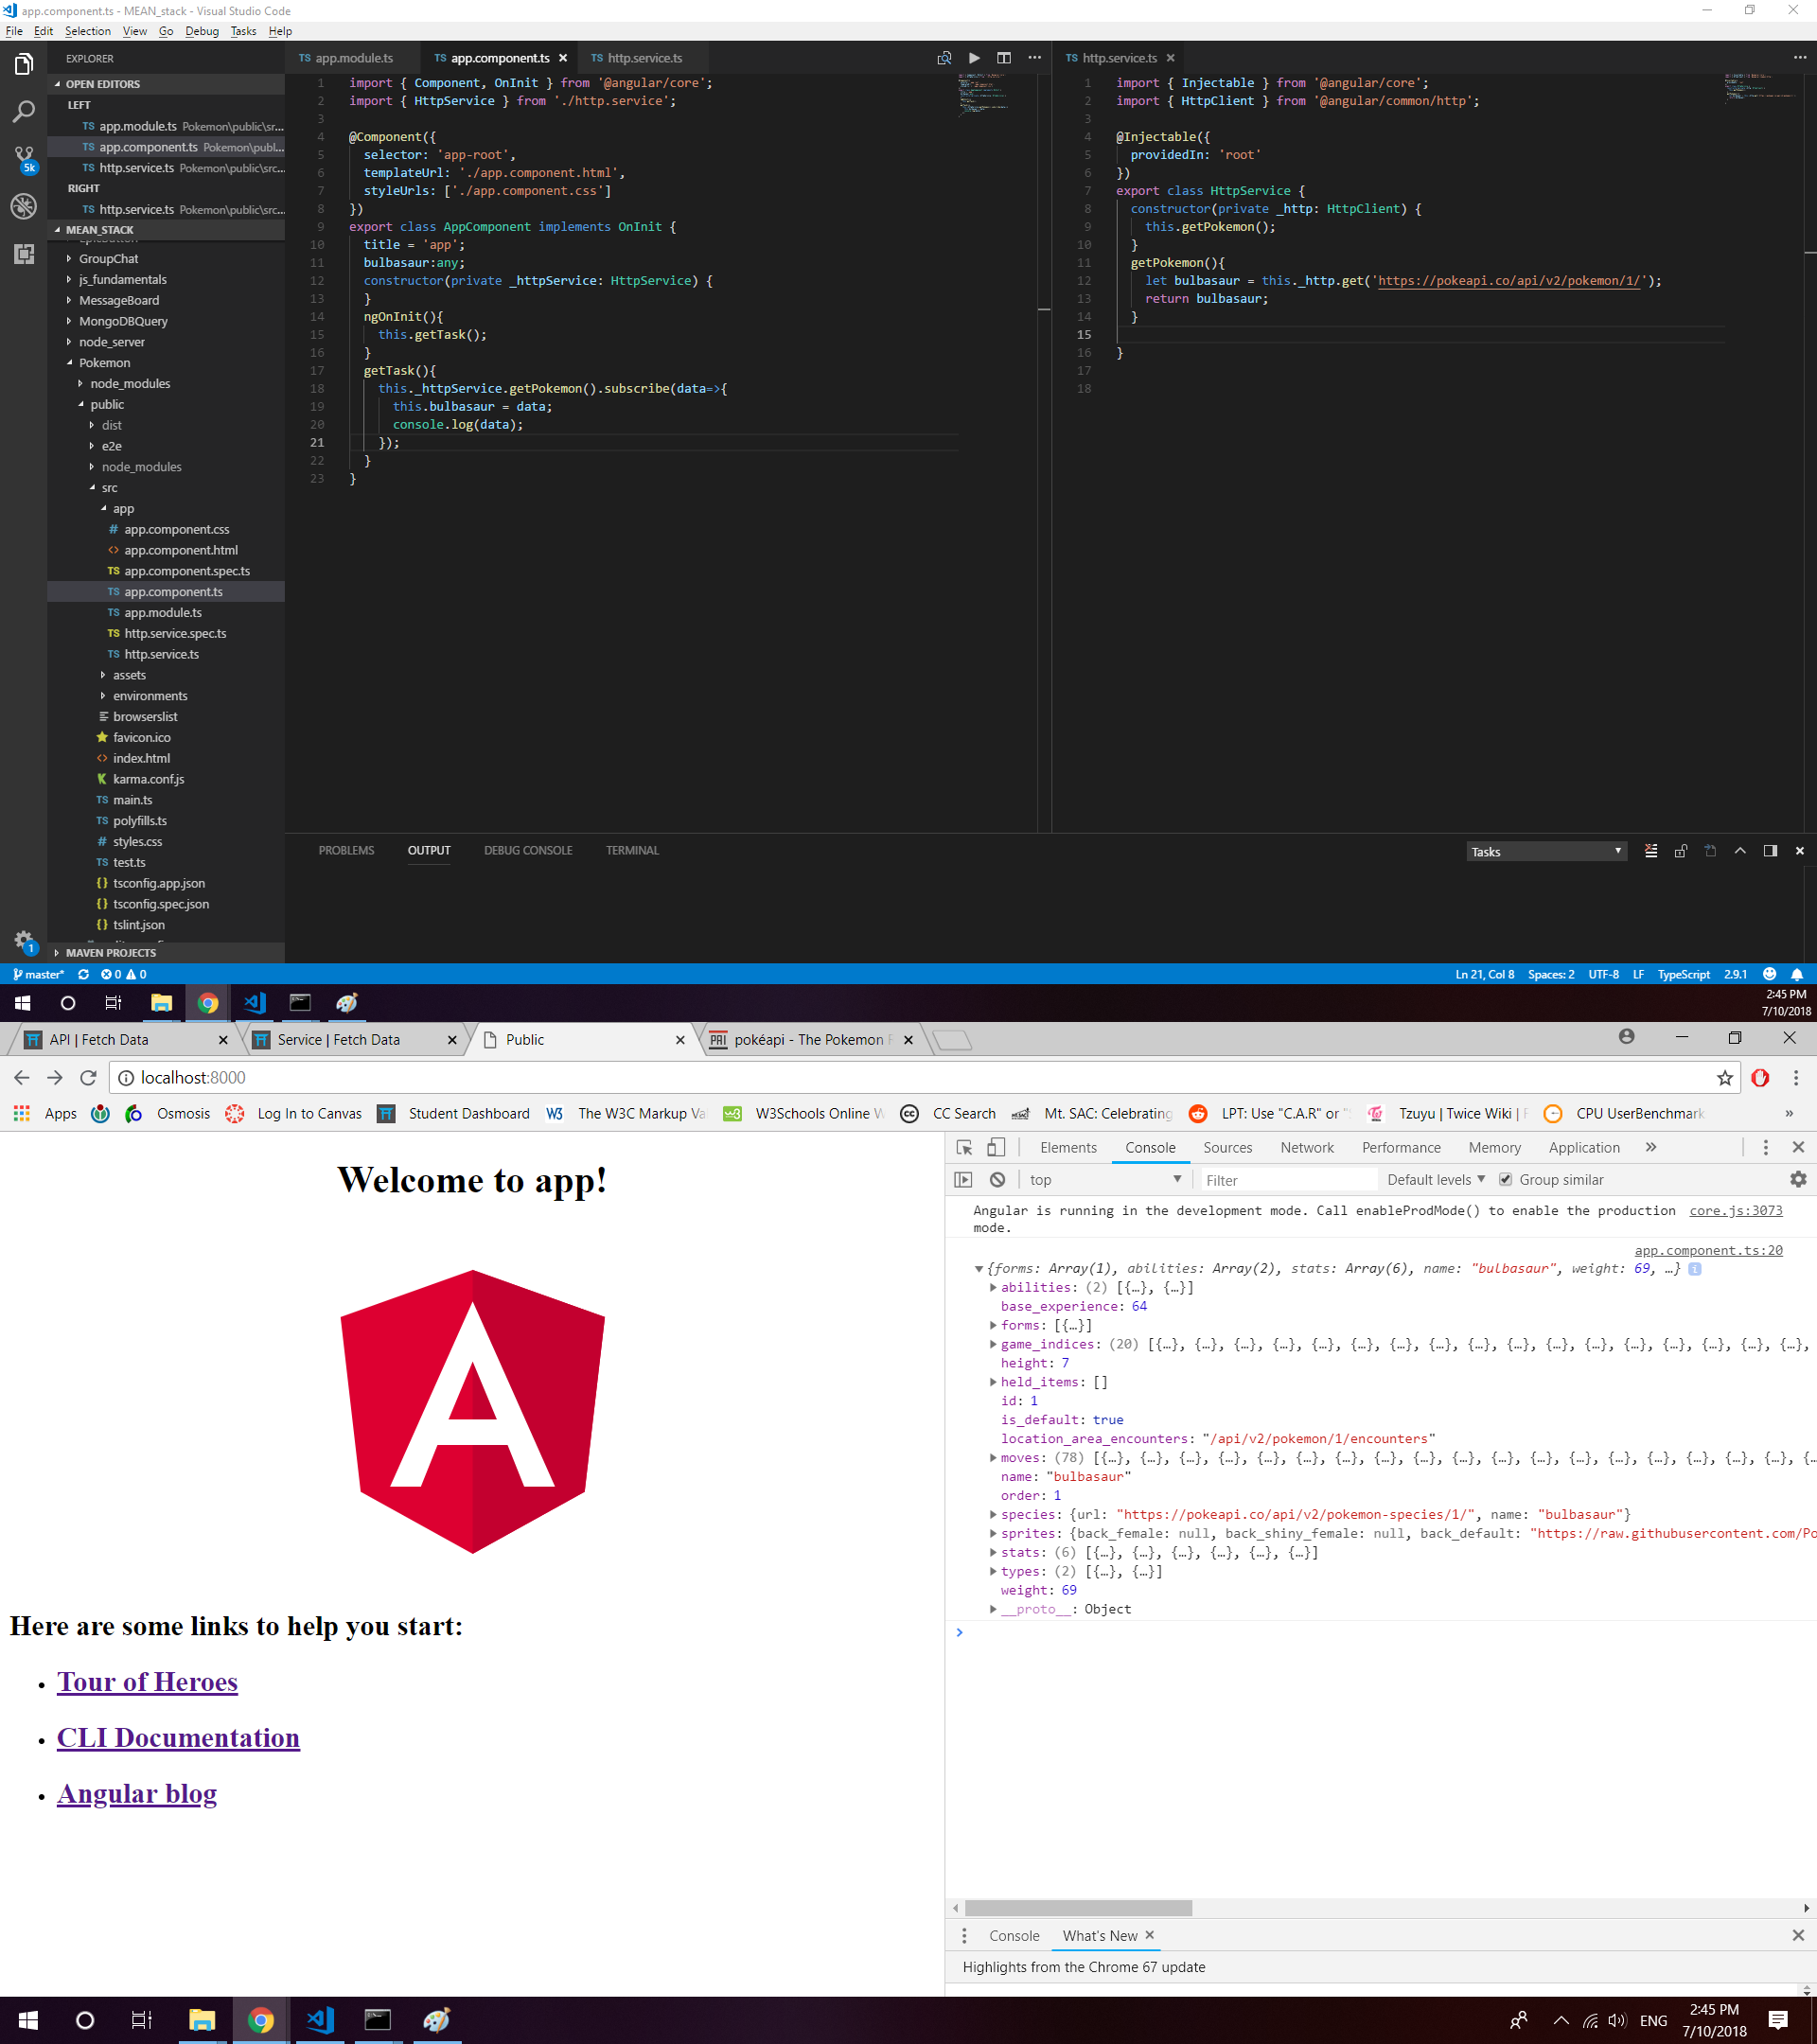 app.component.ts - MEAN_stack - Visual Studio Code
File Edit Selection View Go Debug Tasks Help
EXPLORER
OPEN EDITORS
LEFT
TS app.module.ts Pokemon\public\sr...
TS app.component.ts Pokemon\publ...
TS http.service.ts Pokemon\public\src...
RIGHT
TS http.service.ts Pokemon\public\src...
MEAN_STACK
GroupChat
js_fundamentals
MessageBoard
MongoDBQuery
node_server
Pokemon
node_modules
public
dist
e2e
node_modules
src
app
# app.component.css
<> app.component.html
TS app.component.spec.ts
TS app.component.ts
TS app.module.ts
TS http.service.spec.ts
TS http.service.ts
assets
environments
browserslist
favicon.ico
<> index.html
karma.conf.js
TS main.ts
TS polyfills.ts
# styles.css
TS test.ts
{} tsconfig.app.json
{} tsconfig.spec.json
{} tslint.json
MAVEN PROJECTS
5k
1
TS app.module.ts TS app.component.ts × TS http.service.ts
1 import { Component, OnInit } from '@angular/core';
2 import { HttpService } from './http.service';
3
4 @Component({
5 selector: 'app-root',
6 templateUrl: './app.component.html',
7 styleUrls: ['./app.component.css']
8 })
9 export class AppComponent implements OnInit {
10 title = 'app';
11 bulbasaur:any;
12 constructor(private _httpService: HttpService) {
13 }
14 ngOnInit(){
15 this.getTask();
16 }
17 getTask(){
18 this._httpService.getPokemon().subscribe(data=>{
19 this.bulbasaur = data;
20 console.log(data);
21 });
22 }
23 }
TS http.service.ts ×
1 import { Injectable } from '@angular/core';
2 import { HttpClient } from '@angular/common/http';
3
4 @Injectable({
5 providedIn: 'root'
6 })
7 export class HttpService {
8 constructor(private _http: HttpClient) {
9 this.getPokemon();
10 }
11 getPokemon(){
12 let bulbasaur = this._http.get('https://pokeapi.co/api/v2/pokemon/1/');
13 return bulbasaur;
14 }
15
16 }
17
18
PROBLEMS OUTPUT DEBUG CONSOLE TERMINAL Tasks
master* 0 0 Ln 21, Col 8 Spaces: 2 UTF-8 LF TypeScript 2.9.1
2:45 PM
7/10/2018
API | Fetch Data × Service | Fetch Data × Public × pokéapi - The Pokemon ×
localhost:8000
Apps Osmosis Log In to Canvas Student Dashboard W3 The W3C Markup Va W3 W3Schools Online W cc CC Search Mt. SAC: Celebrating LPT: Use "C.A.R" or Tzuyu | Twice Wiki | CPU UserBenchmark »
Welcome to app!
A
Here are some links to help you start:
• Tour of Heroes
• CLI Documentation
• Angular blog
Elements Console Sources Network Performance Memory Application »
top Filter Default levels Group similar
Angular is running in the development mode. Call enableProdMode() to enable the production core.js:3073
mode.
app.component.ts:20
{forms: Array(1), abilities: Array(2), stats: Array(6), name: "bulbasaur", weight: 69, …} i
abilities: (2) [{…}, {…}]
base_experience: 64
forms: [{…}]
game_indices: (20) [{…}, {…}, {…}, {…}, {…}, {…}, {…}, {…}, {…}, {…}, {…}, {…}, {…}, {…}, {…}, {…}, {…},
height: 7
held_items: []
id: 1
is_default: true
location_area_encounters: "/api/v2/pokemon/1/encounters"
moves: (78) [{…}, {…}, {…}, {…}, {…}, {…}, {…}, {…}, {…}, {…}, {…}, {…}, {…}, {…}, {…}, {…}, {…}, {…}, {…
name: "bulbasaur"
order: 1
species: {url: "https://pokeapi.co/api/v2/pokemon-species/1/", name: "bulbasaur"}
sprites: {back_female: null, back_shiny_female: null, back_default: "https://raw.githubusercontent.com/Po
stats: (6) [{…}, {…}, {…}, {…}, {…}, {…}]
types: (2) [{…}, {…}]
weight: 69
__proto__: Object
>
Console What's New ×
Highlights from the Chrome 67 update
ENG
2:45 PM
7/10/2018